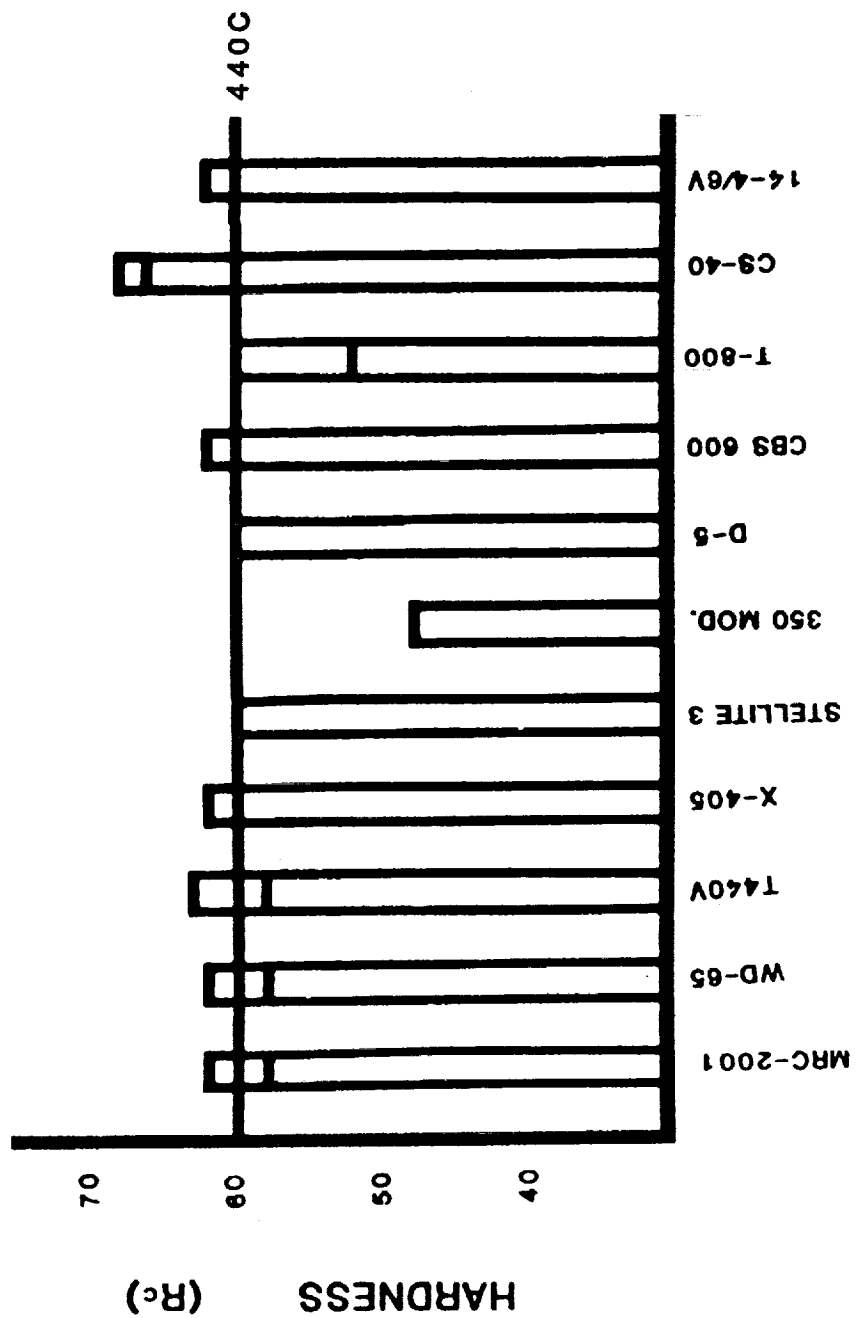 HARDNESS
(Rc)
70
60
50
40
440C
MRC-2001
WD-65
T440V
X-405
STELLITE 3
350 MOD.
D-5
CBS 600
T-800
CS-40
14-4/6V